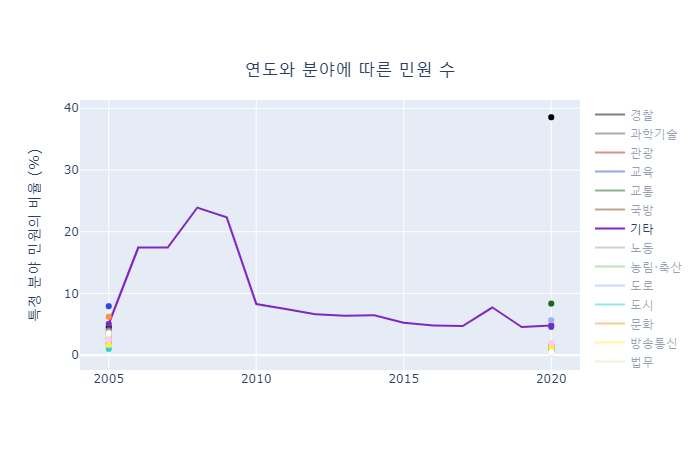 연도와 분야에 따른 민원 수
특정 분야 민원의 비율 (%)
40
30
20
10
0
2005
2010
2015
2020
경찰
과학기술
관광
교육
교통
국방
기타
노동
농림·축산
도로
도시
문화
방송통신
법무